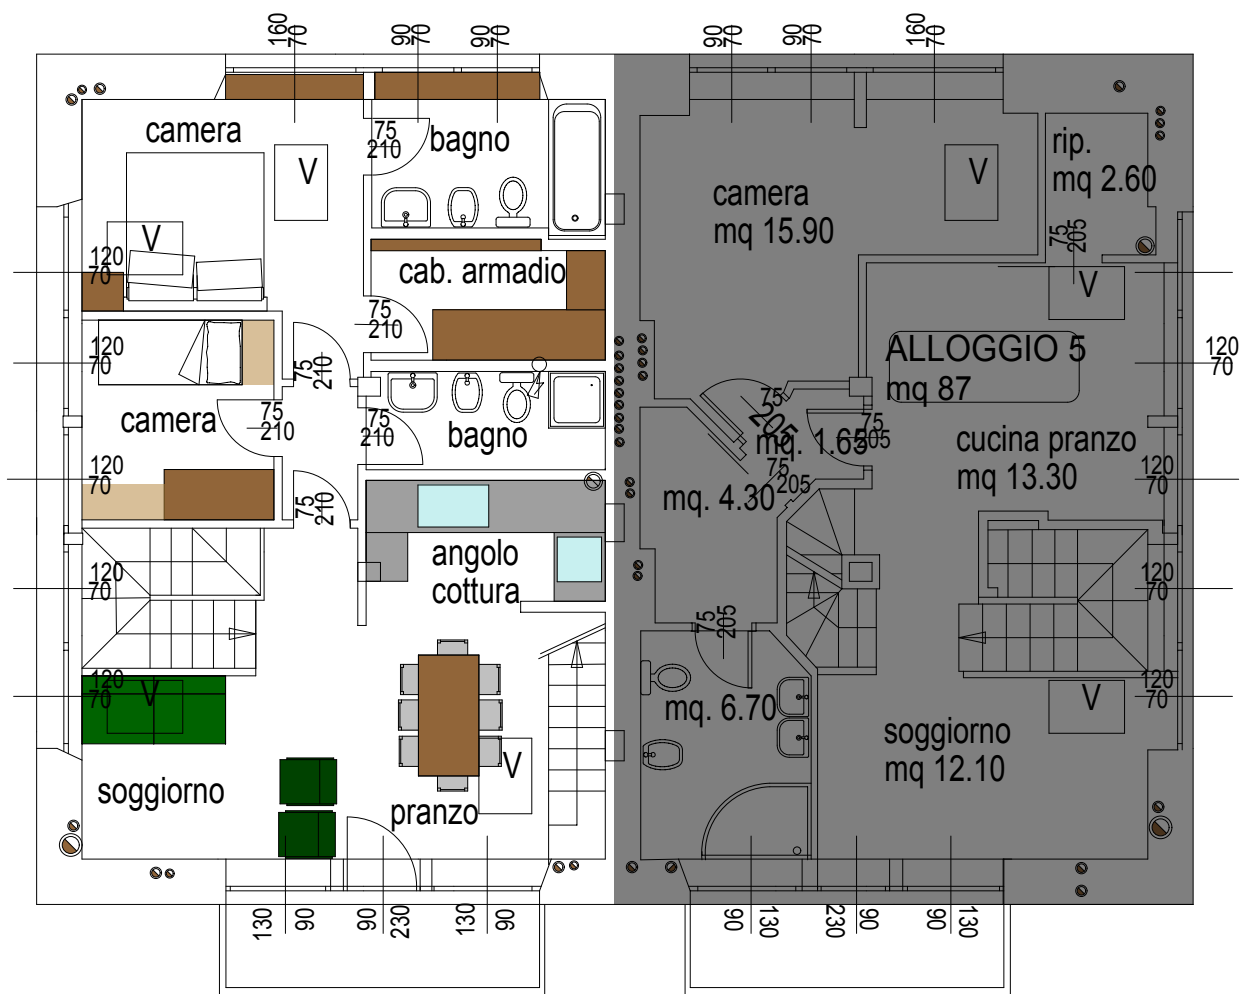 160
70
90
70
90
70
90
70
90
70
160
70
camera
75
210
bagno
V
V
120
70
cab. armadio
75
210
120
70
75
210
camera
75
210
75
210
bagno
120
70
75
210
angolo
cottura
120
70
120
70
V
soggiorno
pranzo
V
130
90
90
230
130
90
camera
mq 15.90
V
rip.
mq 2.60
75
205
V
ALLOGGIO 5
mq 87
120
70
75
205
mq. 1.65
75
205
cucina pranzo
mq 13.30
120
70
75
205
mq. 4.30
120
70
75
205
mq. 6.70
120
70
V
soggiorno
mq 12.10
90
130
230
90
90
130